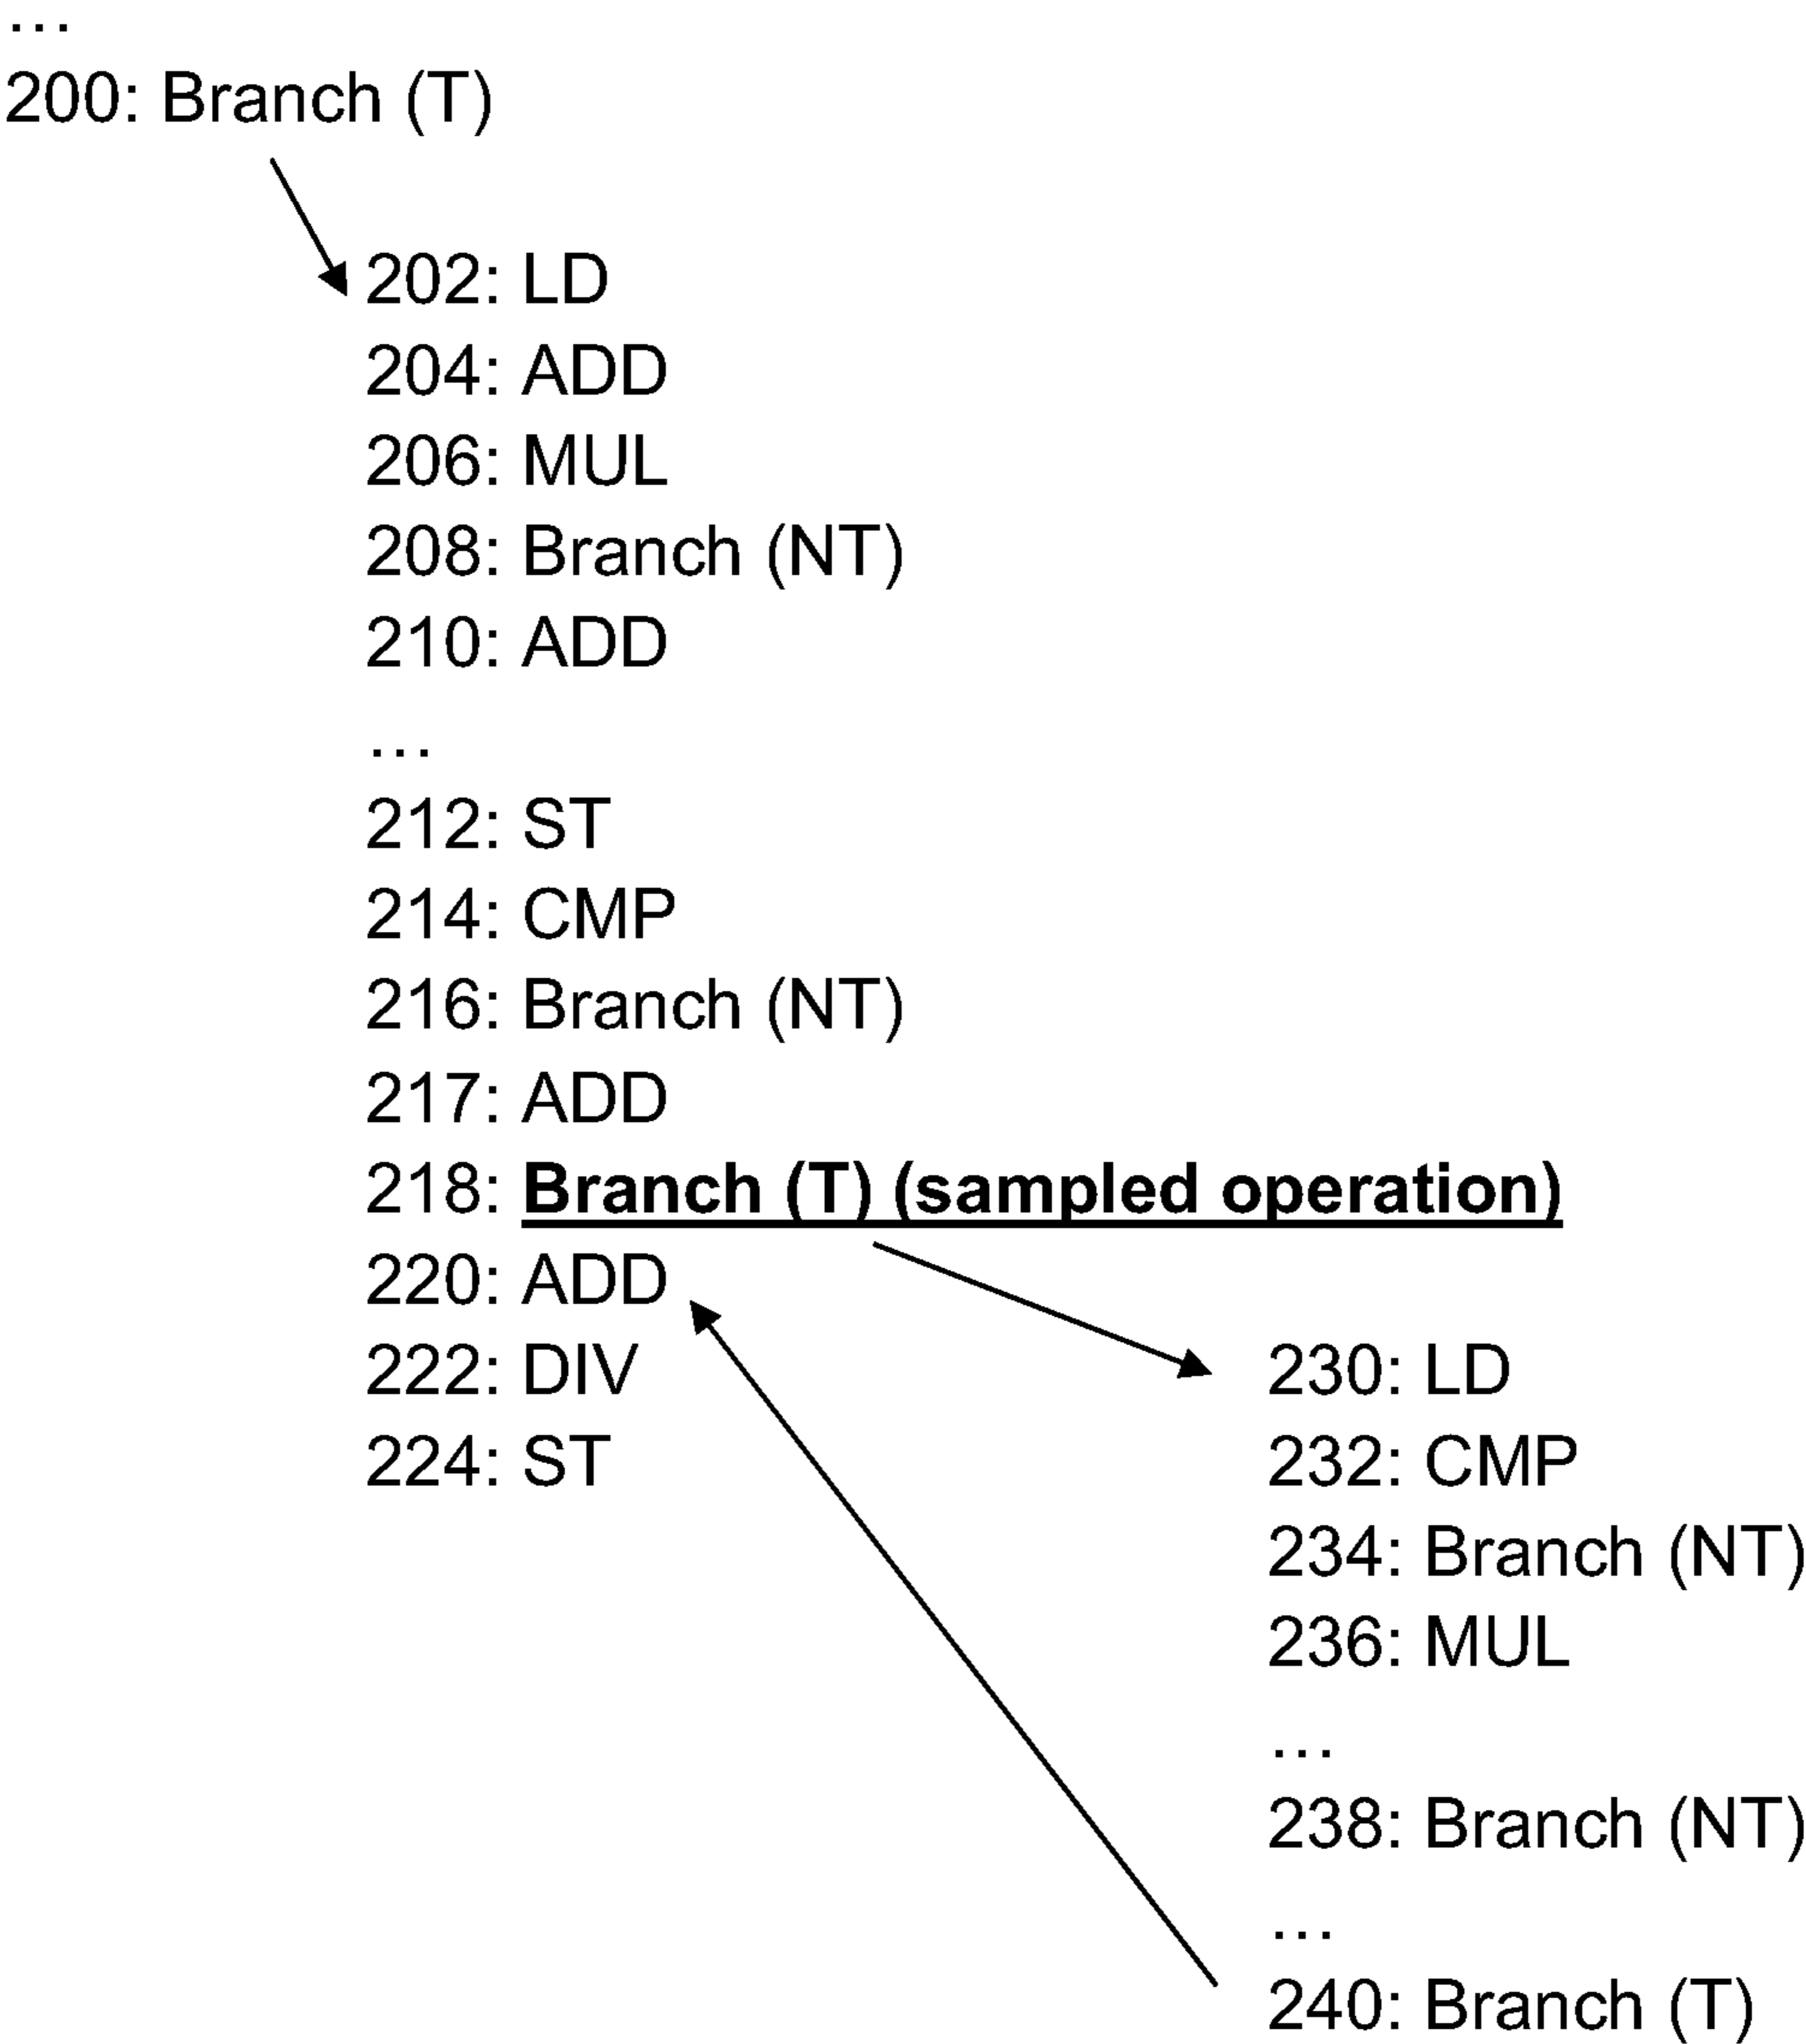 ...
200: Branch (T)
202: LD
204: ADD
206: MUL
208: Branch (NT)
210: ADD
...
212: ST
214: CMP
216: Branch (NT)
217: ADD
218: Branch (T) (sampled operation)
220: ADD
222: DIV
224: ST
230: LD
232: CMP
234: Branch (NT)
236: MUL
...
238: Branch (NT)
...
240: Branch (T)